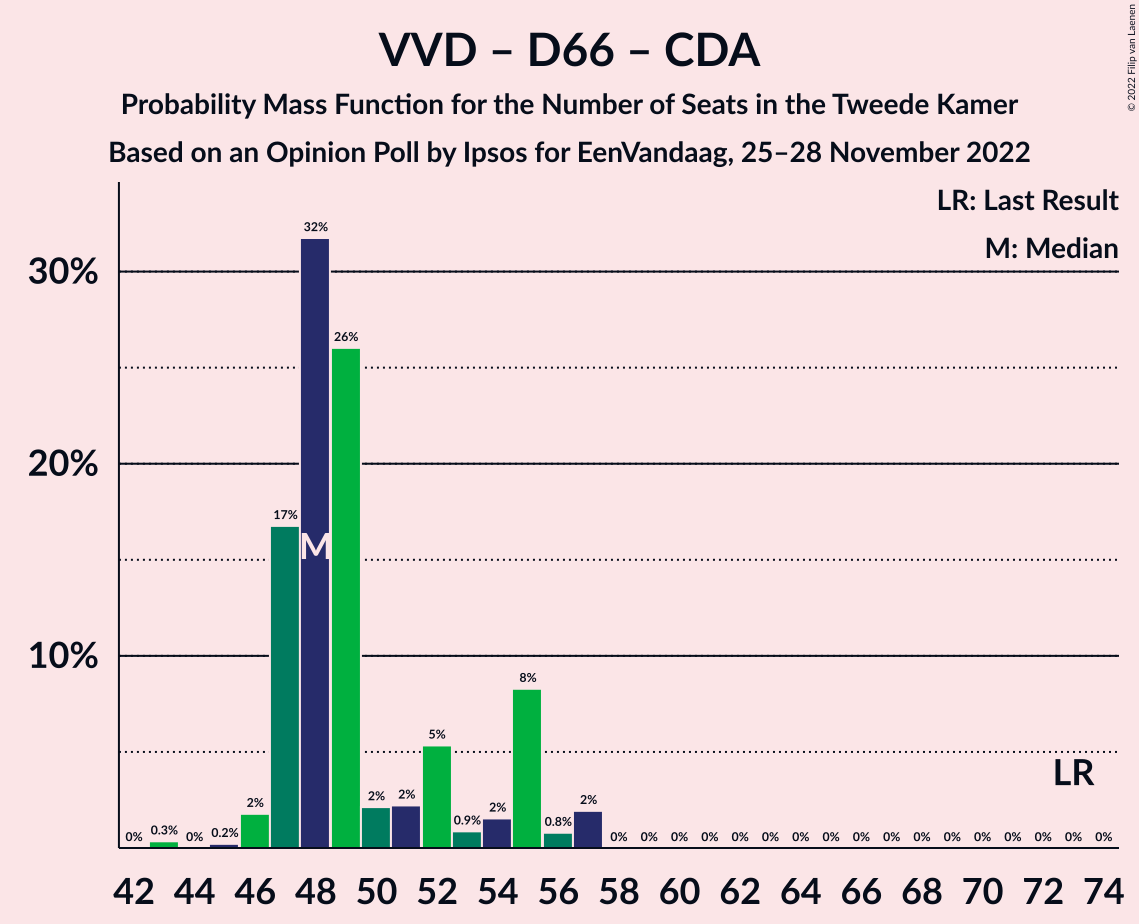 VVD – D66 – CDA
Probability Mass Function for the Number of Seats in the Tweede Kamer
Based on an Opinion Poll by Ipsos for EenVandaag, 25–28 November 2022
© 2022 Filip van Laenen
LR: Last Result
M: Median
30%
20%
10%
0% 0.3% 0% 0.2% 2% 17% 32% 26% 2% 2% 5% 0.9% 2% 8% 0.8% 2% 0% 0% 0% 0% 0% 0% 0% 0% 0% 0% 0% 0% 0% 0% 0% 0% 0%
M
LR
42 44 46 48 50 52 54 56 58 60 62 64 66 68 70 72 74